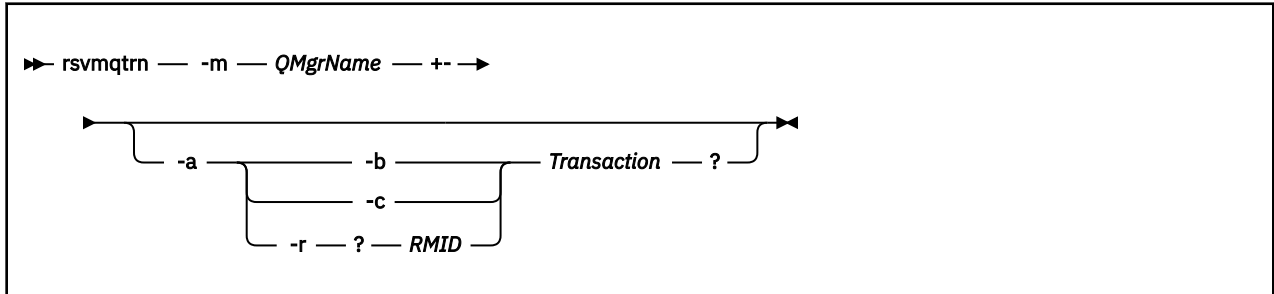 rsvmqtrn -m QMgrName +-
-a -b Transaction ?
-c
-r ? RMID